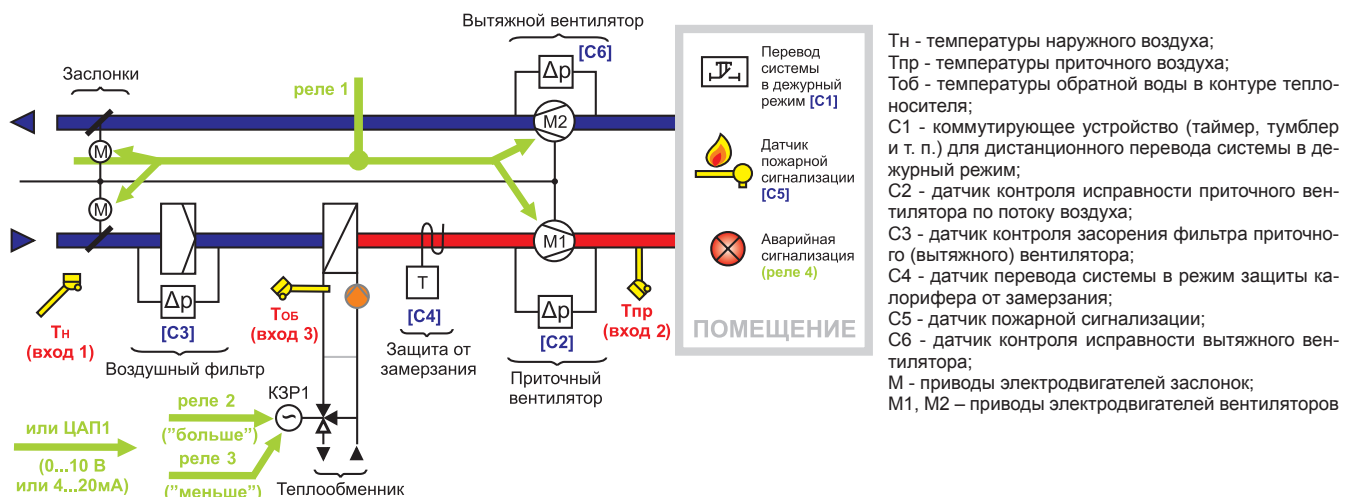 Вытяжной вентилятор
[C6]
Δp
Заслонки
реле 1
M2
M
M
M1
Δp
[C3]
Воздушный фильтр
Tн
(вход 1)
Tоб
(вход 3)
T
[C4]
Защита от
замерзания
Δp
[C2]
Приточный
вентилятор
Tпр
(вход 2)
КЗР1
реле 2
("больше")
реле 3
("меньше")
или ЦАП1
(0...10 В
или 4...20мА)
Теплообменник
Перевод
системы
в дежурный
режим [C1]
Датчик
пожарной
сигнализации
[C5]
Аварийная
сигнализация
(реле 4)
ПОМЕЩЕНИЕ
Тн - температуры наружного воздуха;
Тпр - температуры приточного воздуха;
Тоб - температуры обратной воды в контуре тепло-
носителя;
С1 - коммутирующее устройство (таймер, тумблер
и т. п.) для дистанционного перевода системы в де-
журный режим;
С2 - датчик контроля исправности приточного вен-
тилятора по потоку воздуха;
С3 - датчик контроля засорения фильтра приточно-
го (вытяжного) вентилятора;
С4 - датчик перевода системы в режим защиты ка-
лорифера от замерзания;
С5 - датчик пожарной сигнализации;
С6 - датчик контроля исправности вытяжного вен-
тилятора;
М - приводы электродвигателей заслонок;
М1, М2 – приводы электродвигателей вентиляторов